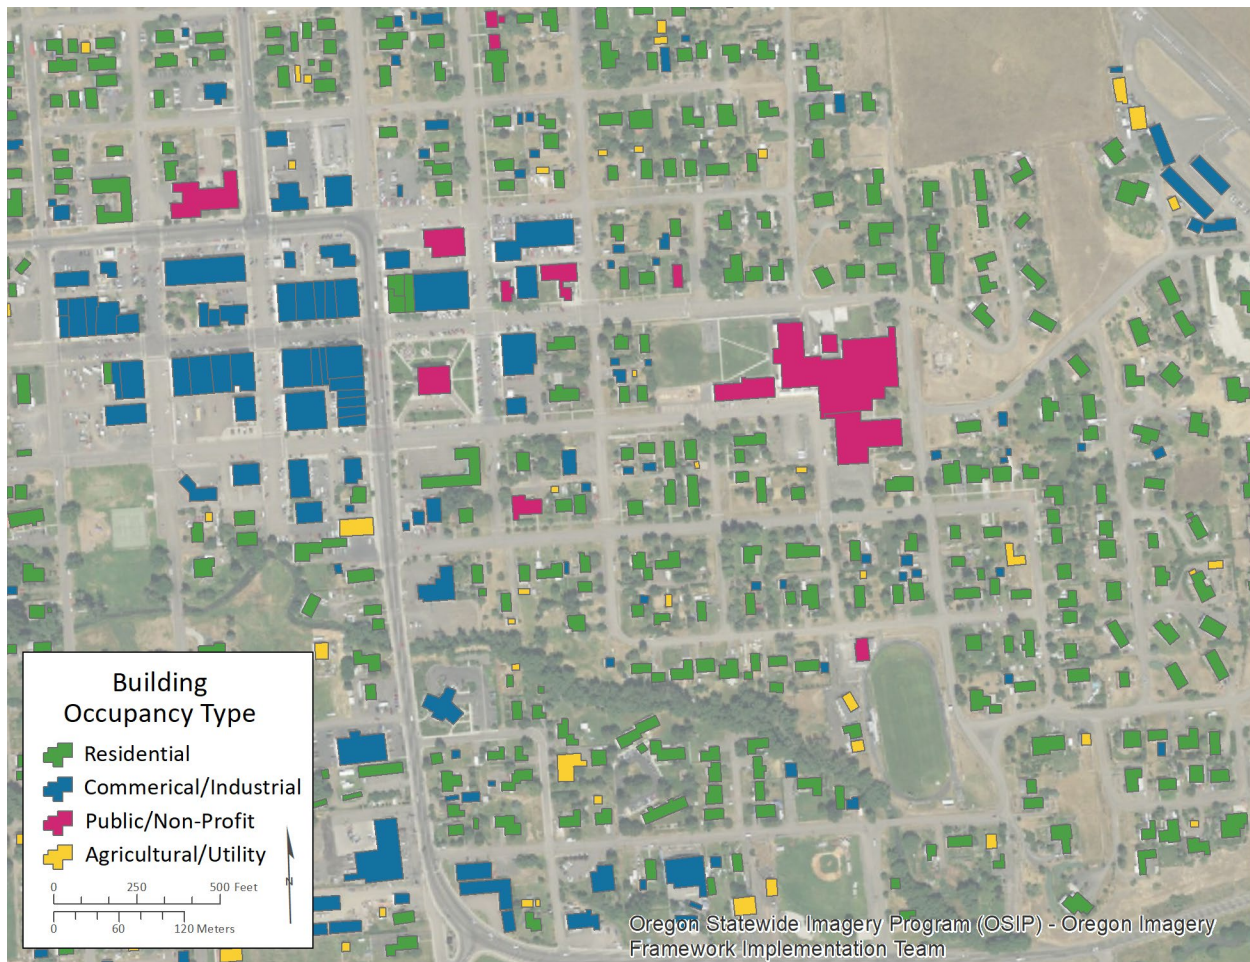 Building
Occupancy Type
Residential
Commerical/Industrial
Public/Non-Profit
Agricultural/Utility
0 250 500 Feet
0 60 120 Meters
N
Oregon Statewide Imagery Program (OSIP) - Oregon Imagery
Framework Implementation Team